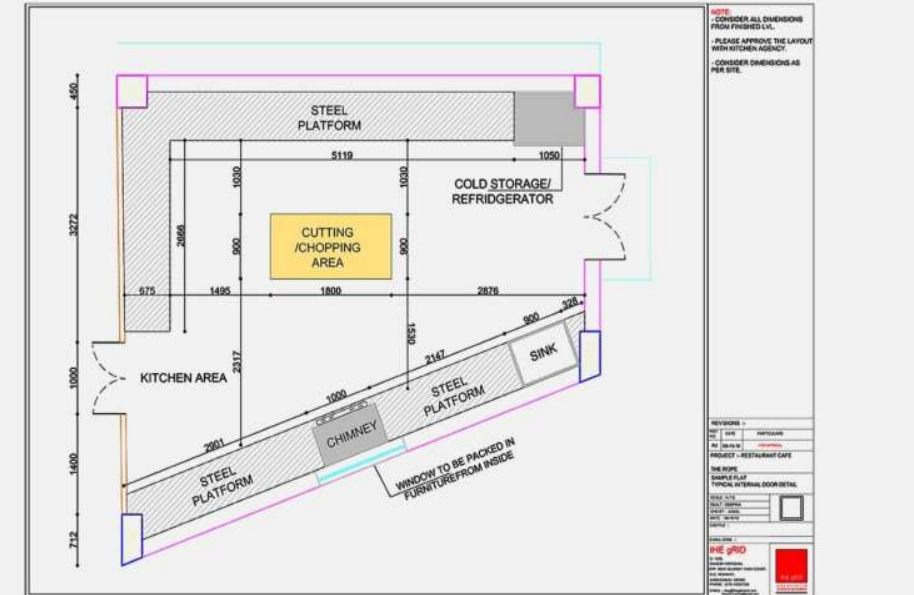 NOTE:
- CONSIDER ALL DIMENSIONS
FROM FINISHED LVL.
- PLEASE APPROVE THE LAYOUT
WITH KITCHEN AGENCY.
- CONSIDER DIMENSIONS AS
PER SITE.
450
3272
1000
1400
712
STEEL
PLATFORM
5119
1050
1030
1030
COLD STORAGE/
REFRIDGERATOR
2666
CUTTING
/CHOPPING
AREA
900
900
675
1495
1800
2876
2317
1530
KITCHEN AREA
326
900
2147
1000
2901
SINK
STEEL
PLATFORM
CHIMNEY
STEEL
PLATFORM
WINDOW TO BE PACKED IN
FURNITUREFROM INSIDE
REVISIONS :-
DATE
PARTICULARS
PROJECT :- RESTAURANT CAFE
THE ROPE
SAMPLE FLAT
TYPICAL INTERNAL DOOR DETAIL
IHE gRID